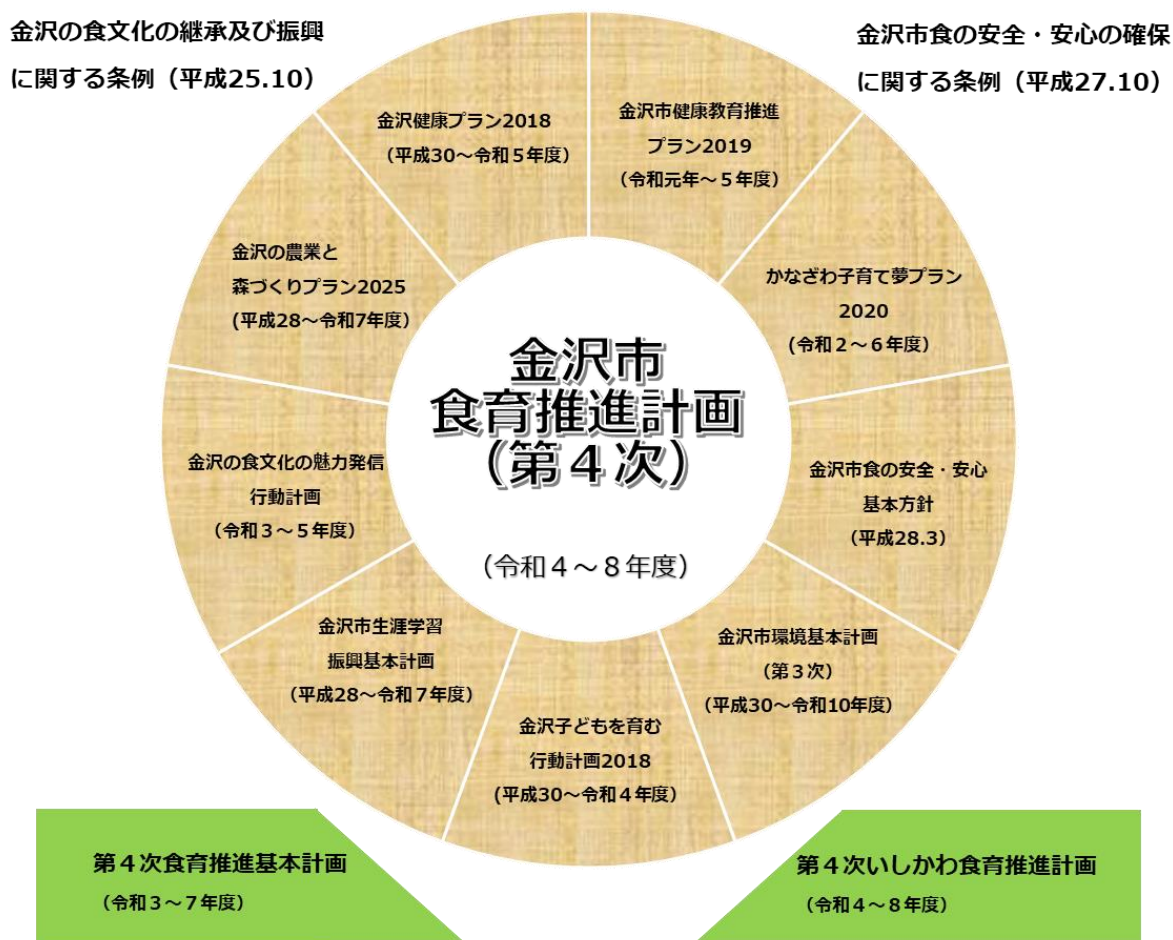 金沢の食文化の継承及び振興
に関する条例（平成25.10）
金沢市食の安全・安心の確保
に関する条例（平成27.10）
金沢健康プラン2018
（平成30～令和５年度）
金沢市健康教育推進
プラン2019
（令和元年～５年度）
金沢の農業と
森づくりプラン2025
(平成28～令和7年度）
かなざわ子育て夢プラン
2020
(令和２～６年度）
金沢市
食育推進計画
（第４次）
（令和４～８年度）
金沢の食文化の魅力発信
行動計画
（令和３～５年度）
金沢市食の安全・安心
基本方針
（平成28.3）
金沢市生涯学習
振興基本計画
（平成28～令和７年度）
金沢市環境基本計画
（第３次）
（平成30～令和10年度）
金沢子どもを育む
行動計画2018
(平成30～令和４年度）
第４次食育推進基本計画
（令和３～７年度）
第４次いしかわ食育推進計画
（令和４～８年度）